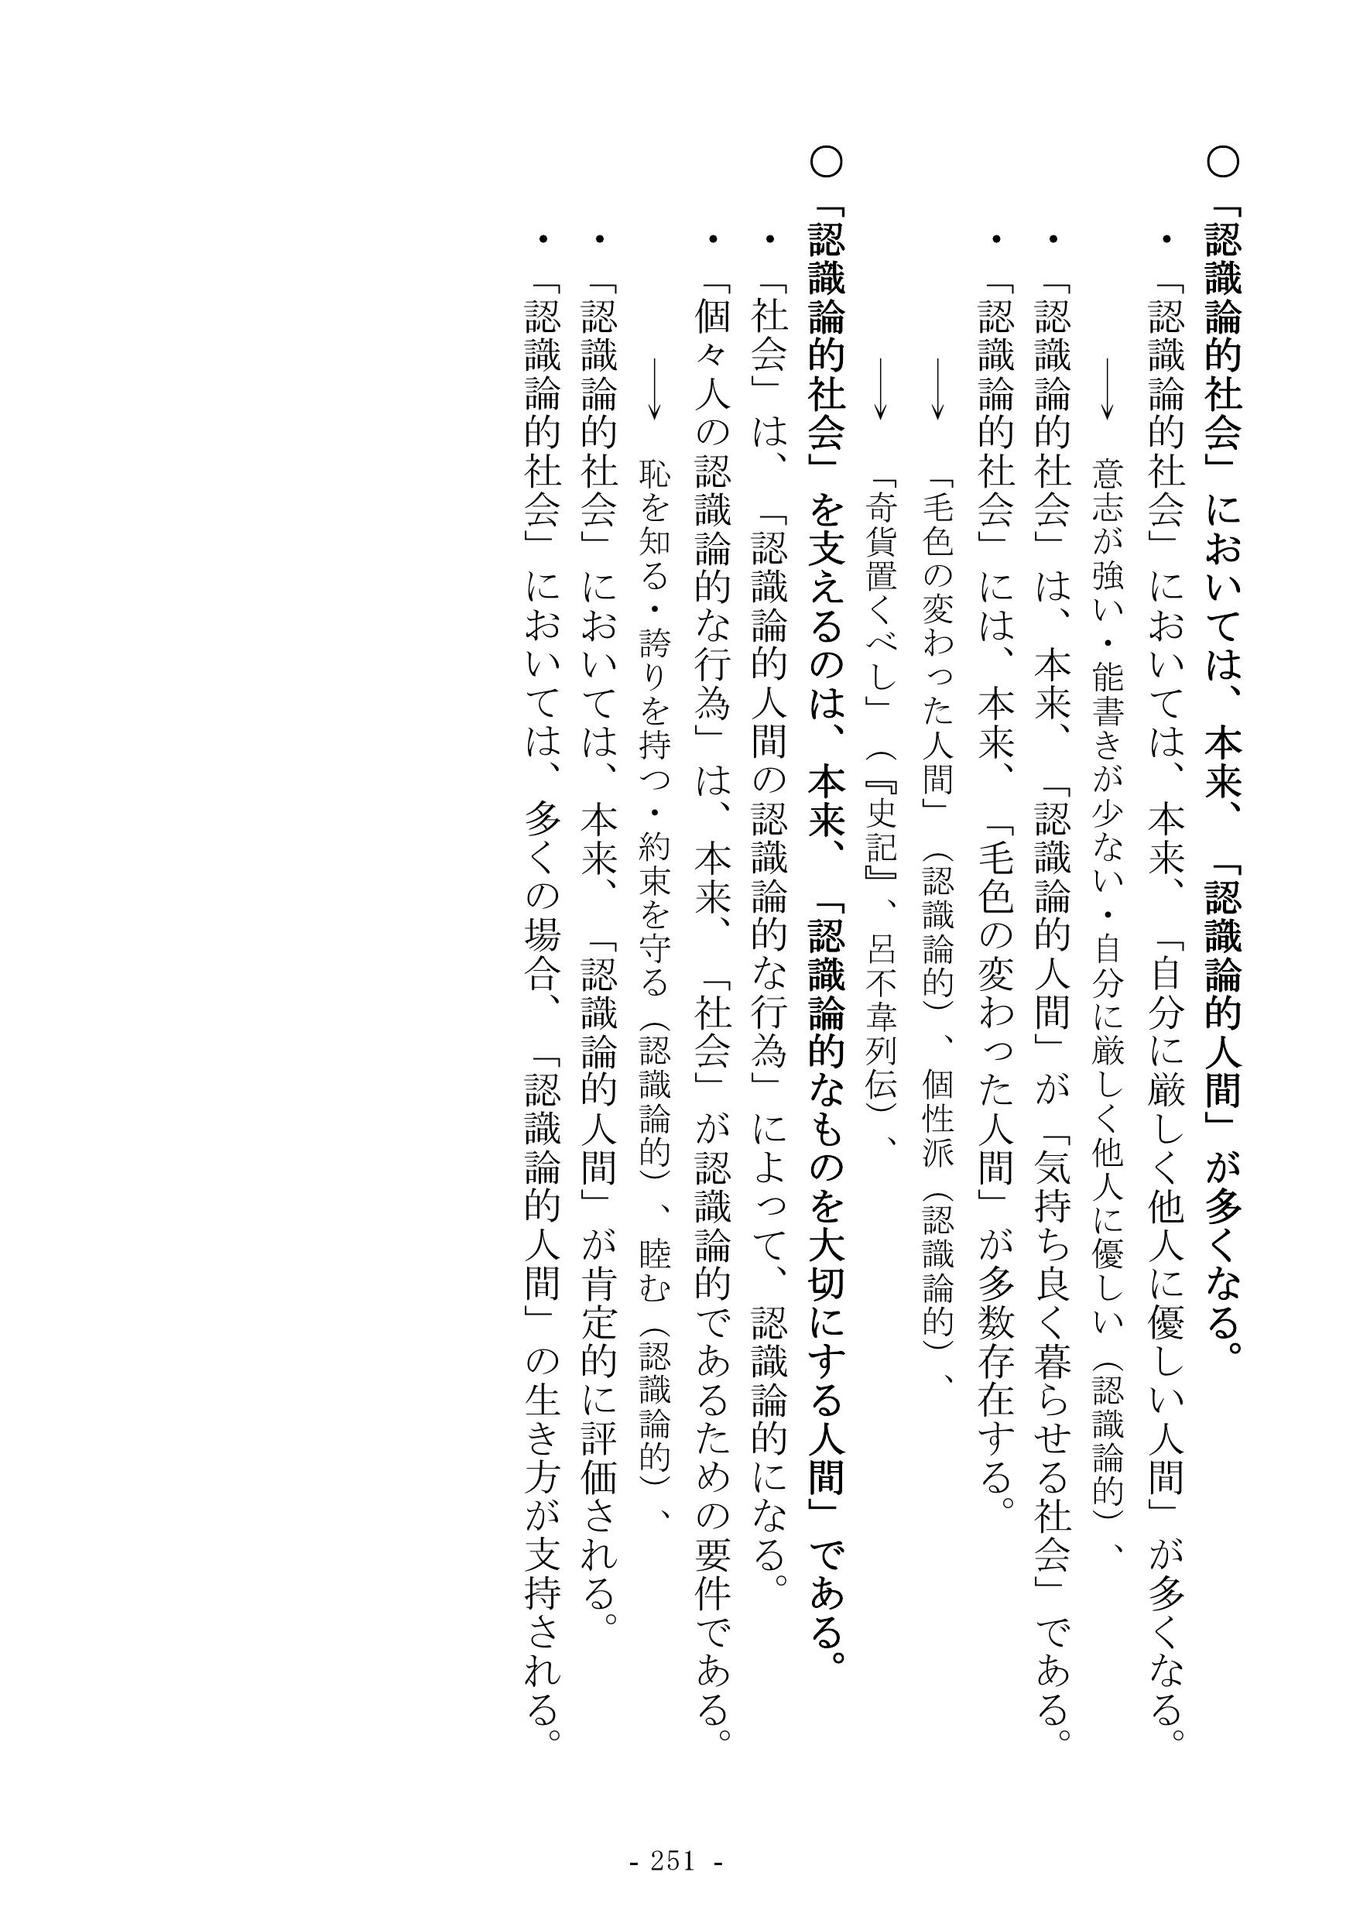 ○「認識論的社会」においては、本来、「認識論的人間」が多くなる。
・「認識論的社会」においては、本来、「自分に厳しく他人に優しい人間」が多くなる。
→ 意志が強い・能書きが少ない・自分に厳しく他人に優しい（認識論的）、
・「認識論的社会」は、本来、「認識論的人間」が「気持ち良く暮らせる社会」である。
・「認識論的社会」には、本来、「毛色の変わった人間」が多数存在する。
→ 「毛色の変わった人間」（認識論的）、個性派（認識論的）、
→ 「奇貨置くべし」（『史記』、呂不韋列伝）、
○「認識論的社会」を支えるのは、本来、「認識論的なものを大切にする人間」である。
・「社会」は、「認識論的人間の認識論的な行為」によって、認識論的になる。
・「個々人の認識論的な行為」は、本来、「社会」が認識論的であるための要件である。
→ 恥を知る・誇りを持つ・約束を守る（認識論的）、睦む（認識論的）、
・「認識論的社会」においては、本来、「認識論的人間」が肯定的に評価される。
・「認識論的社会」においては、多くの場合、「認識論的人間」の生き方が支持される。
- 251 -